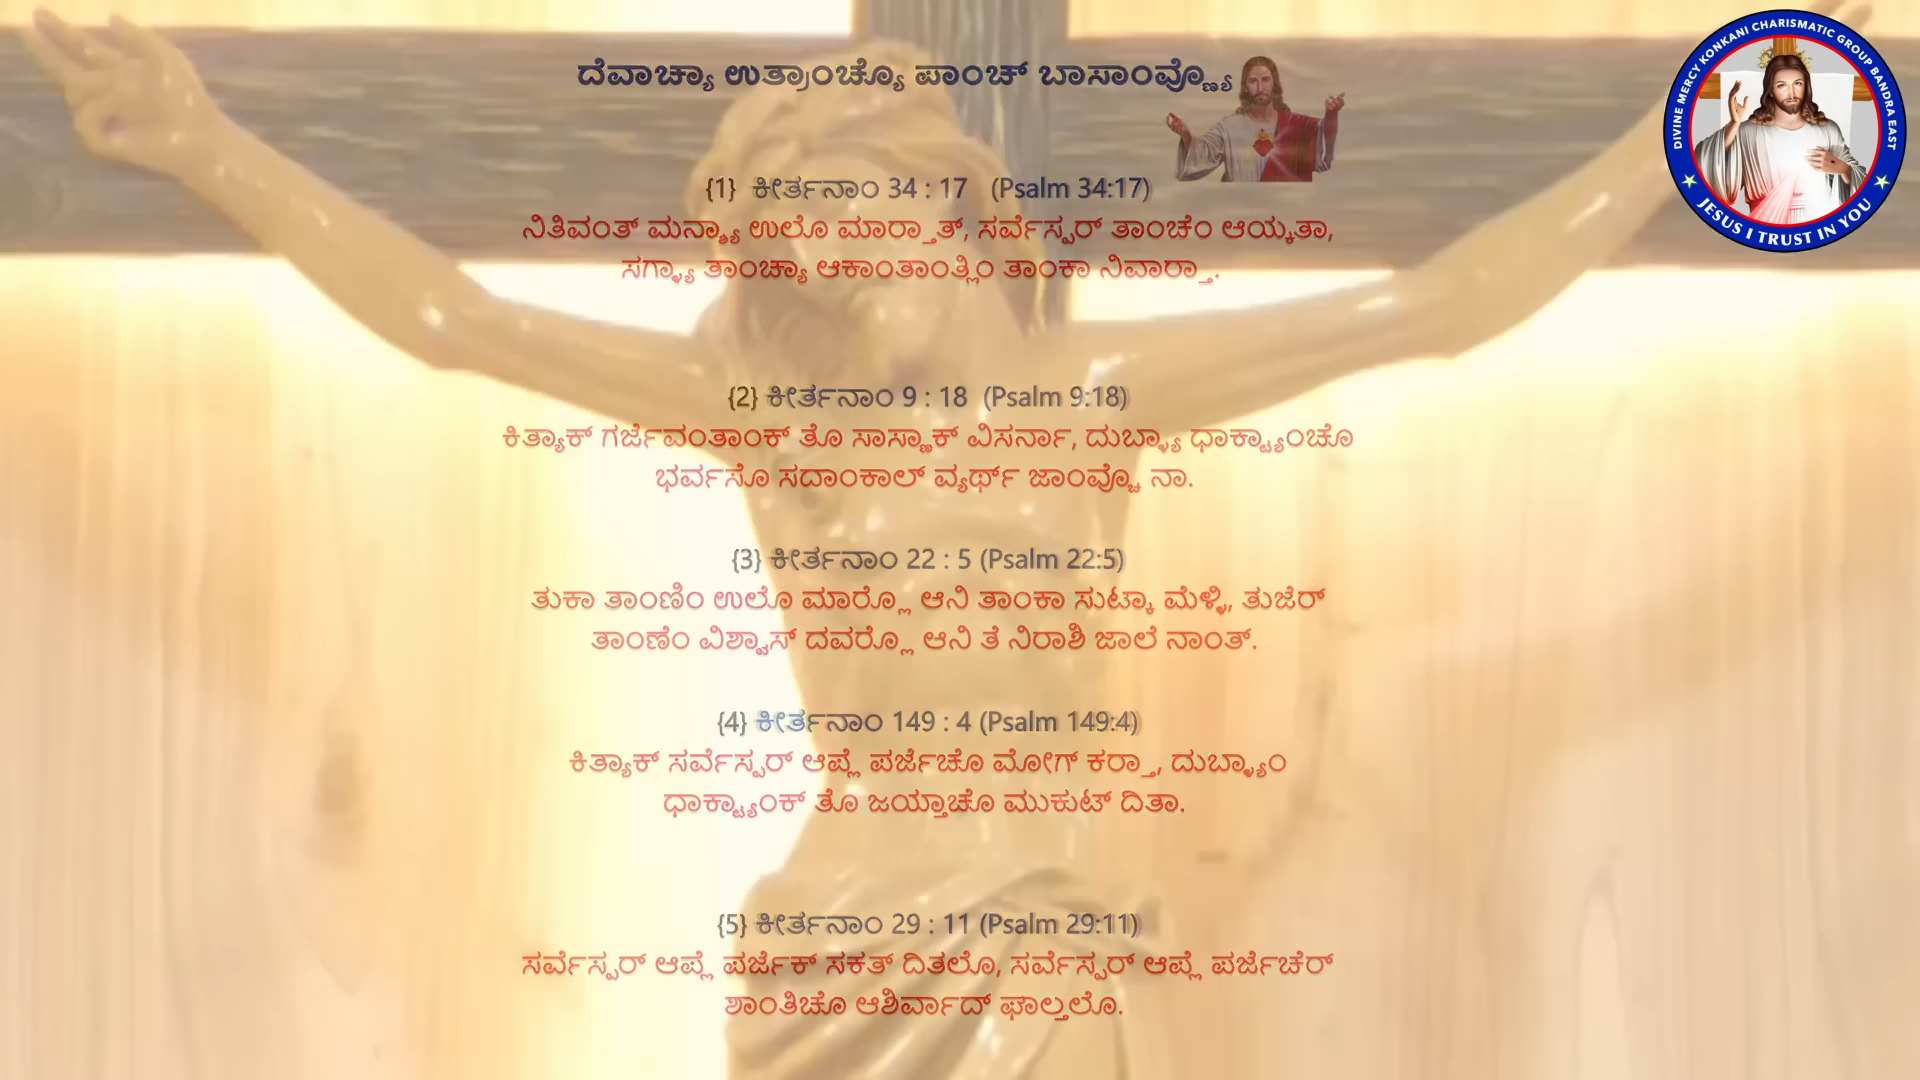 ದೆವಾಚ್ಯಾ ಉತ್ರಾಂಚ್ಯೊ ಪಾಂಚ್ ಬಾಸಾಂವ್ಣ್ಯೊ
{1} ಕೀರ್ತನಾಂ 34 : 17 (Psalm 34:17)
ನಿತಿವಂತ್ ಮನ್ಶ್ಯಾ ಉಲೊ ಮಾರ್‍ತಾತ್, ಸರ್ವೆಸ್ಪರ್ ತಾಂಚೆಂ ಆಯ್ಕತಾ,
ಸಗ್ಳ್ಯಾ ತಾಂಚ್ಯಾ ಆಕಾಂತಾಂತ್ಲಿಂ ತಾಂಕಾ ನಿವಾರ್‍ತಾ.
{2} ಕೀರ್ತನಾಂ 9 : 18 (Psalm 9:18)
ಕಿತ್ಯಾಕ್ ಗರ್ಜೆವಂತಾಂಕ್ ತೊ ಸಾಸ್ಣಾಕ್ ವಿಸರ್ನಾ, ದುಬ್ಳ್ಯಾ ಧಾಕ್ಟ್ಯಾಂಚೊ
ಭರ್ವಸೊ ಸದಾಂಕಾಲ್ ವ್ಯರ್ಥ್ ಜಾಂವ್ಚೊ ನಾ.
{3} ಕೀರ್ತನಾಂ 22 : 5 (Psalm 22:5)
ತುಕಾ ತಾಂಣಿಂ ಉಲೊ ಮಾರ್‍ಲೊ ಆನಿ ತಾಂಕಾ ಸುಟ್ಕಾ ಮೆಳ್ಳಿ, ತುಜೆರ್
ತಾಂಣೆಂ ವಿಶ್ವಾಸ್ ದವರ್‍ಲೊ ಆನಿ ತೆ ನಿರಾಶಿ ಜಾಲೆ ನಾಂತ್.
{4} ಕೀರ್ತನಾಂ 149 : 4 (Psalm 149:4)
ಕಿತ್ಯಾಕ್ ಸರ್ವೆಸ್ಪರ್ ಆಪ್ಲೆ ಪರ್ಜೆಚೊ ಮೋಗ್ ಕರ್‍ತಾ, ದುಬ್ಳ್ಯಾಂ
ಧಾಕ್ಟ್ಯಾಂಕ್ ತೊ ಜಯ್ತಾಚೊ ಮುಕುಟ್ ದಿತಾ.
{5} ಕೀರ್ತನಾಂ 29 : 11 (Psalm 29:11)
ಸರ್ವೆಸ್ಪರ್ ಆಪ್ಲೆ ಪರ್ಜೆಕ್ ಸಕತ್ ದಿತಲೊ, ಸರ್ವೆಸ್ಪರ್ ಆಪ್ಲೆ ಪರ್ಜೆಚೆರ್
ಶಾಂತಿಚೊ ಆಶಿರ್ವಾದ್ ಘಾಲ್ತಲೊ.
DIVINE MERCY KONKANI CHARISMATIC GROUP BANDRA EAST
JESUS I TRUST IN YOU